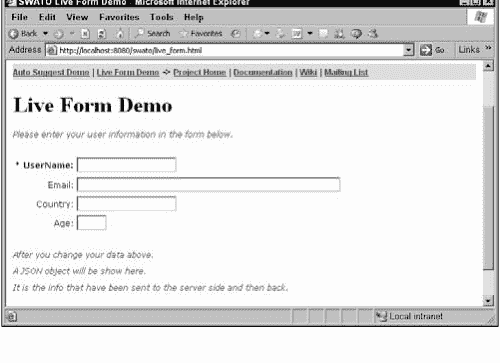 SWATO Live Form Demo - Microsoft Internet Explorer
File Edit View Favorites Tools Help
Back Search Favorites
Address http://localhost:8080/swato/live_form.html Go Links »
Auto Suggest Demo | Live Form Demo -> Project Home | Documentation | Wiki | Mailing List
Live Form Demo
Please enter your user information in the form below.
* UserName:
Email:
Country:
Age:
After you change your data above.
A JSON object will be show here.
It is the info that have been sent to the server side and then back.
Local intranet